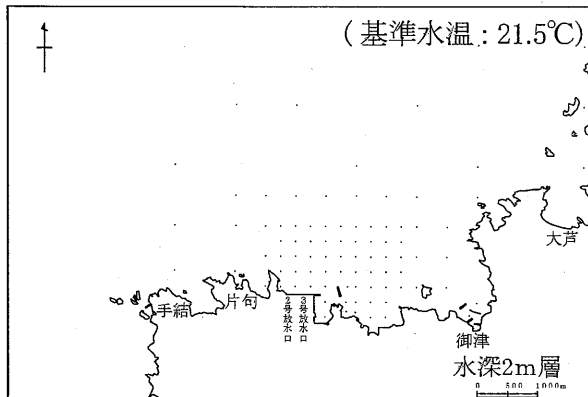 (基準水温:21.5℃)
大芦
手結
片句
2号放水口
3号放水口
御津
水深2m層
0 500 1000m